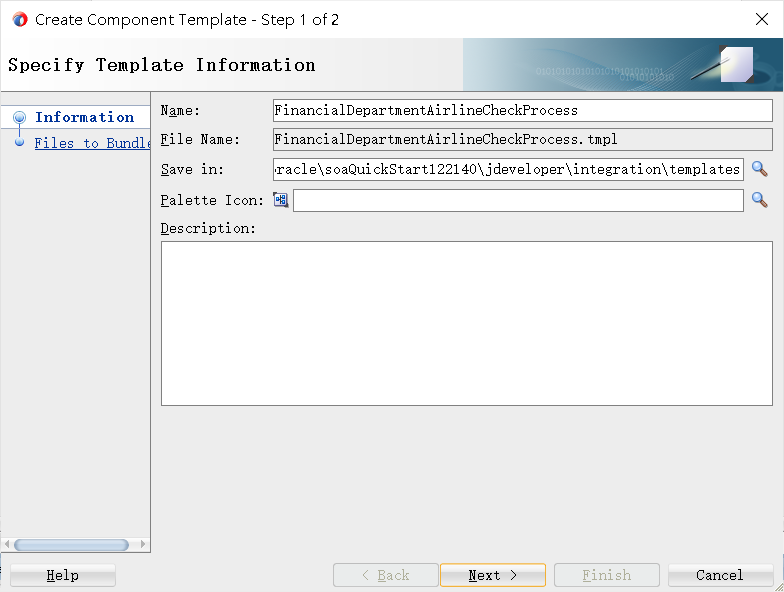 Create Component Template - Step 1 of 2
Specify Template Information
Information
Files to Bundle
Name: FinancialDepartmentAirlineCheckProcess
File Name: FinancialDepartmentAirlineCheckProcess.tmpl
Save in: oracle\soaQuickStart122140\jdeveloper\integration\templates
Palette Icon:
Description:
Help
< Back
Next >
Finish
Cancel